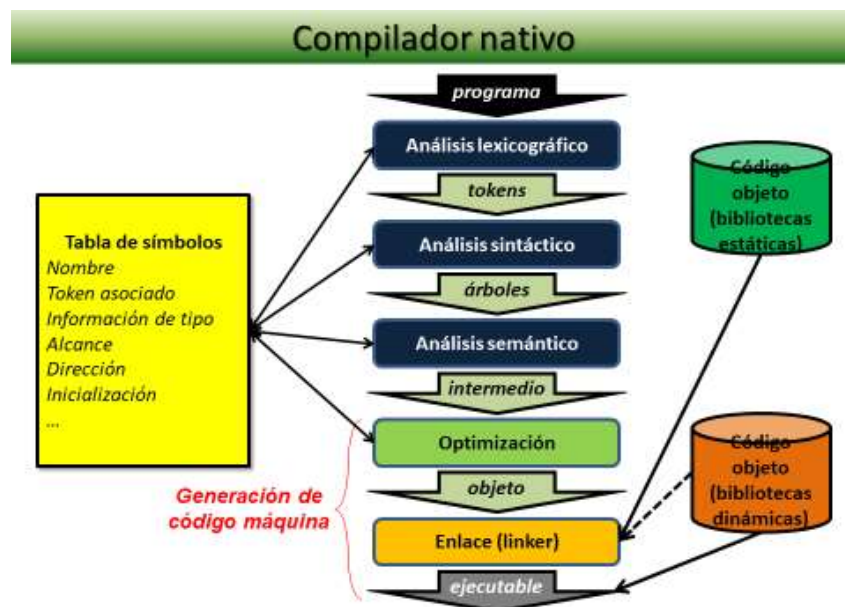 Compilador nativo
programa
Análisis lexicográfico
tokens
Análisis sintáctico
árboles
Análisis semántico
intermedio
Optimización
objeto
Enlace (linker)
ejecutable
Tabla de símbolos
Nombre
Token asociado
Información de tipo
Alcance
Dirección
Inicialización
...
Generación de
código máquina
Código
objeto
(bibliotecas
estáticas)
Código
objeto
(bibliotecas
dinámicas)